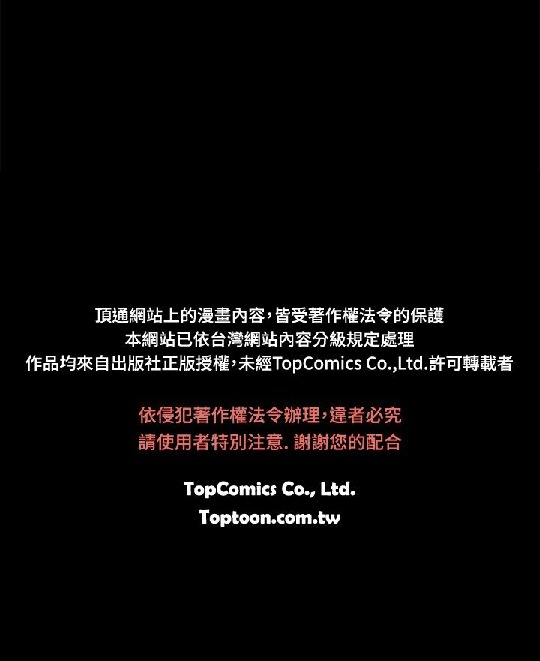 頂通網站上的漫畫內容，皆受著作權法令的保護
本網站已依台灣網站內容分級規定處理
作品均來自出版社正版授權，未經TopComics Co.,Ltd.許可轉載者
依侵犯著作權法令辦理，違者必究
請使用者特別注意. 謝謝您的配合
TopComics Co., Ltd.
Toptoon.com.tw